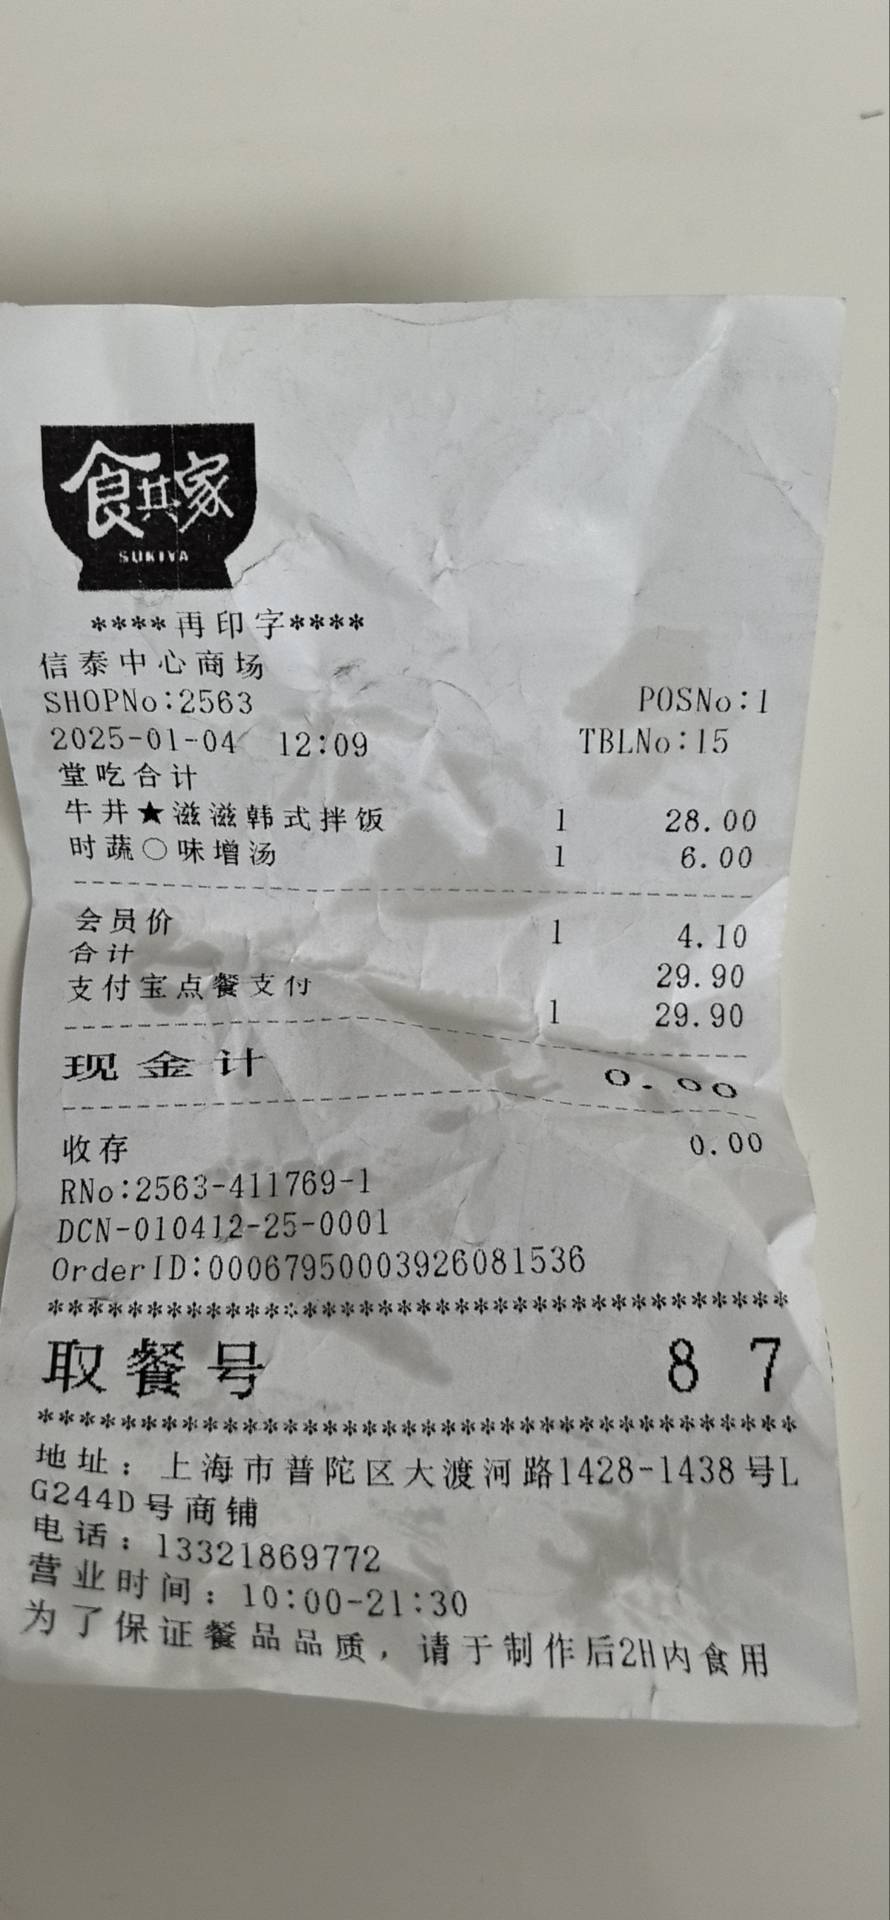 食其家
SUKIYA
****再印字****
信泰中心商场
SHOPNo:2563 POSNo:1
2025-01-04 12:09 TBLNo:15
堂吃合计
牛井★滋滋韩式拌饭 1 28.00
时蔬○味增汤 1 6.00
会员价 1 4.10
合计 29.90
支付宝点餐支付 1 29.90
现金计 0.00
收存 0.00
RNo:2563-411769-1
DCN-010412-25-0001
OrderID:00067950003926081536
**************************************
取餐号 87
**************************************
地址：上海市普陀区大渡河路1428-1438号L
G244D号商铺
电话：13321869772
营业时间：10:00-21:30
为了保证餐品品质，请于制作后2H内食用